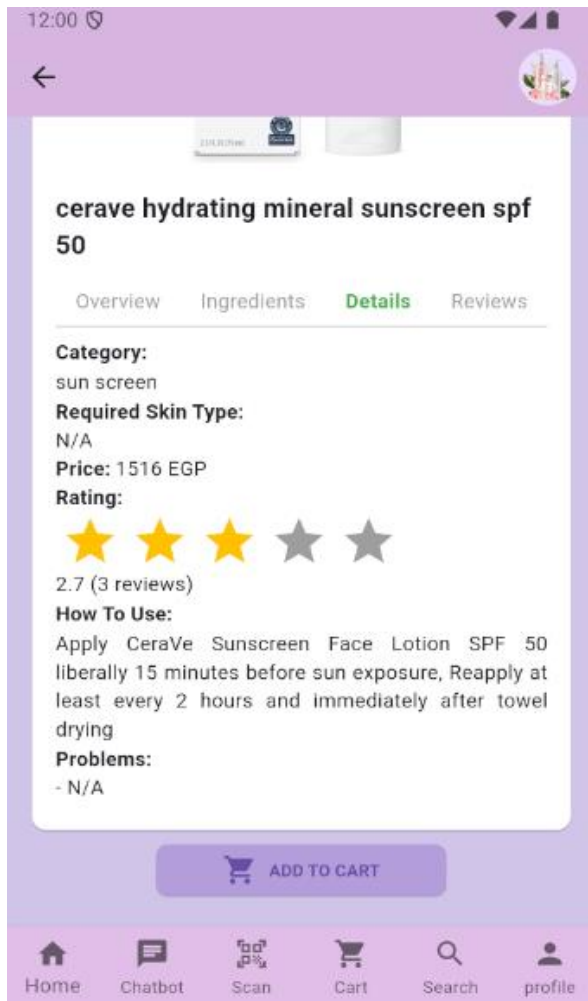 12:00
cerave hydrating mineral sunscreen spf
50
Overview Ingredients Details Reviews
Category:
sun screen
Required Skin Type:
N/A
Price: 1516 EGP
Rating:
2.7 (3 reviews)
How To Use:
Apply CeraVe Sunscreen Face Lotion SPF 50
liberally 15 minutes before sun exposure, Reapply at
least every 2 hours and immediately after towel
drying
Problems:
- N/A
ADD TO CART
Home Chatbot Scan Cart Search profile